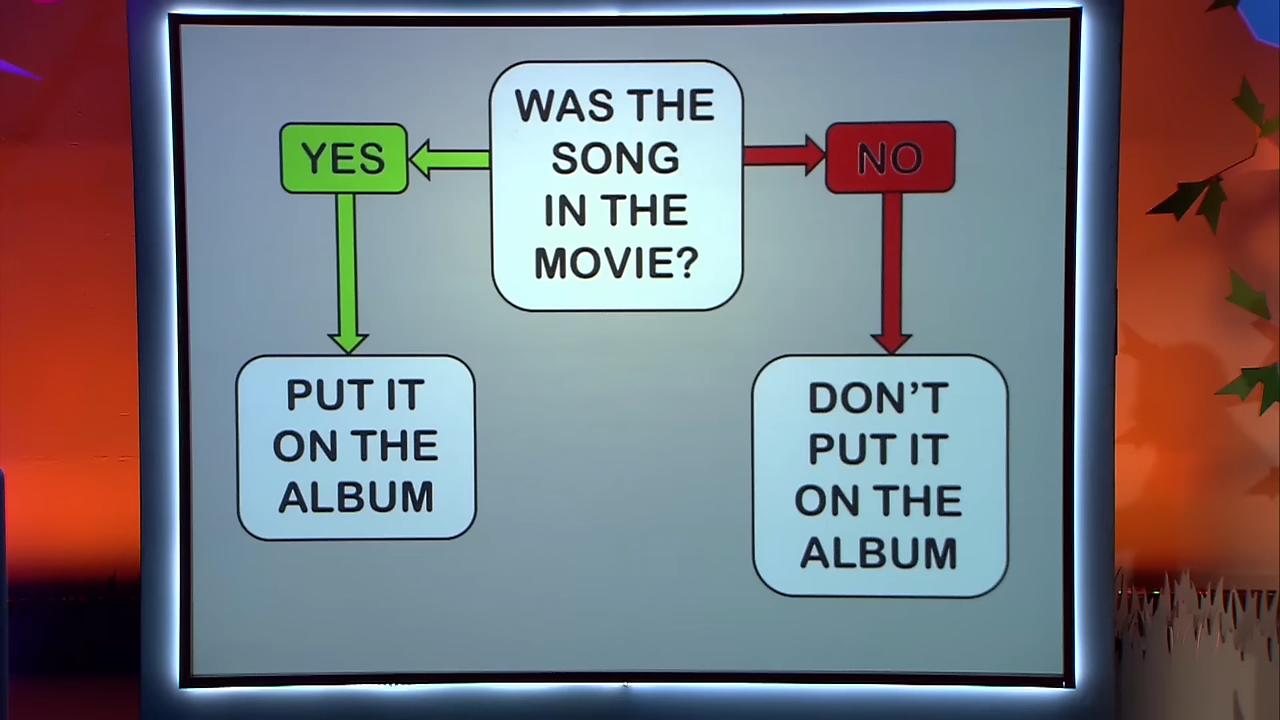 WAS THE
SONG
IN THE
MOVIE?
YES
NO
PUT IT
ON THE
ALBUM
DON'T
PUT IT
ON THE
ALBUM